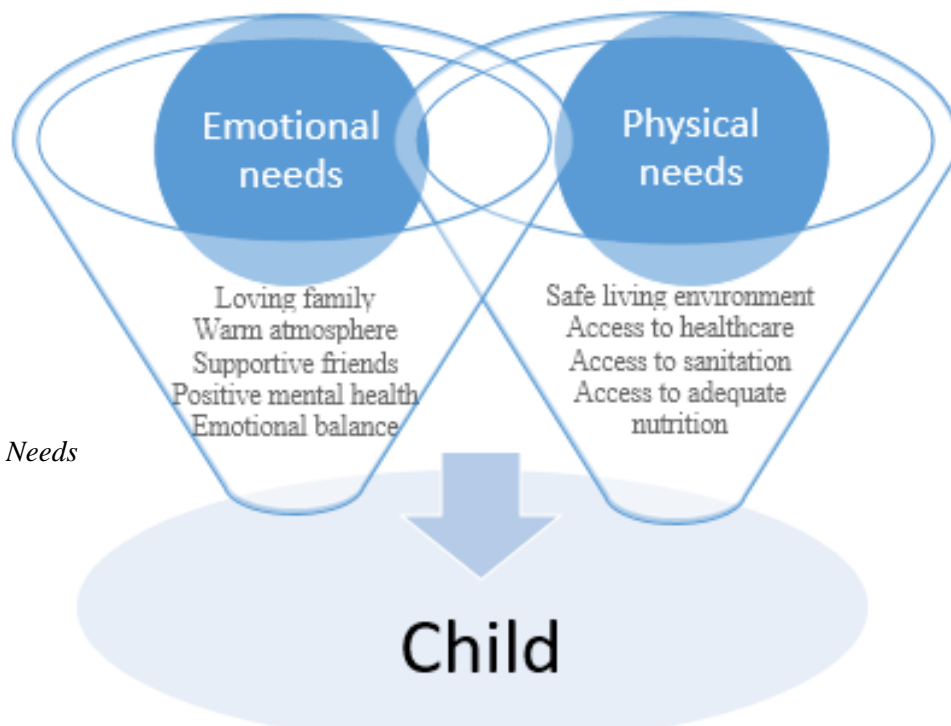 Emotional
needs
Physical
needs
Loving family
Warm atmosphere
Supportive friends
Positive mental health
Emotional balance
Safe living environment
Access to healthcare
Access to sanitation
Access to adequate
nutrition
Needs
Child